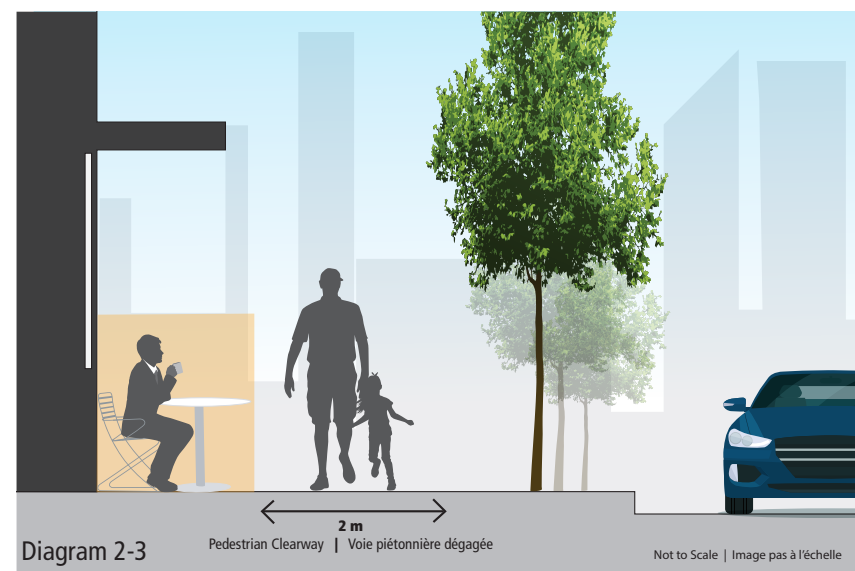 2 m
Pedestrian Clearway | Voie piétonnière dégagée
Diagram 2-3
Not to Scale | Image pas à l'échelle